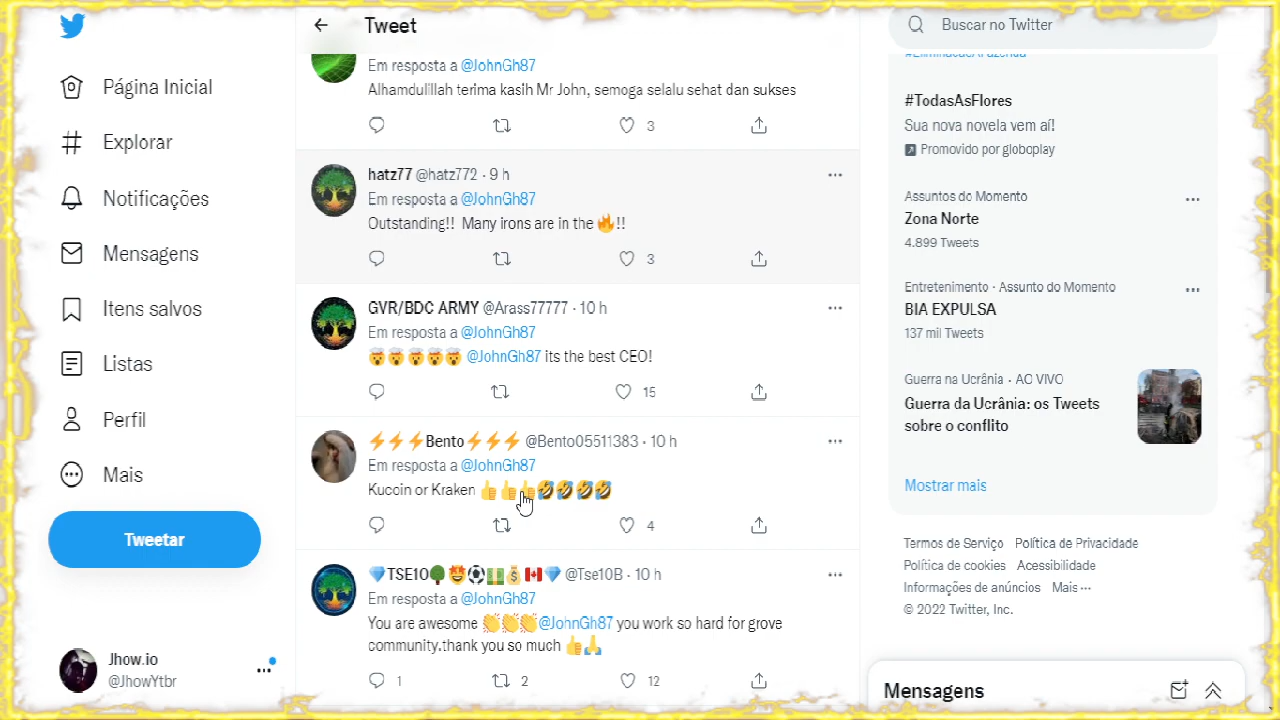 Página Inicial
Explorar
Notificações
Mensagens
Itens salvos
Listas
Perfil
Mais
Tweetar
Jhow.io
@JhowYtbr
Tweet
Em resposta a @JohnGh87
Alhamdulillah terima kasih Mr John, semoga selalu sehat dan sukses
3
hatz77 @hatz772 · 9 h
Em resposta a @JohnGh87
Outstanding!! Many irons are in the 🔥!!
3
GVR/BDC ARMY @Arass77777 · 10 h
Em resposta a @JohnGh87
🤯🤯🤯🤯🤯 @JohnGh87 its the best CEO!
15
⚡⚡⚡Bento⚡⚡⚡ @Bento05511383 · 10 h
Em resposta a @JohnGh87
Kucoin or Kraken 👍👍👍🤣🤣🤣🤣
4
💎TSE10🌳🤩⚽💵💰🇨🇦💎 @Tse10B · 10 h
Em resposta a @JohnGh87
You are awesome 👏👏👏@JohnGh87 you work so hard for grove
community.thank you so much 👍🙏
1 2 12
Buscar no Twitter
#EliminacaoAFazenda
#TodasAsFlores
Sua nova novela vem aí!
Promovido por globoplay
Assuntos do Momento
Zona Norte
4.899 Tweets
Entretenimento · Assunto do Momento
BIA EXPULSA
137 mil Tweets
Guerra na Ucrânia · AO VIVO
Guerra da Ucrânia: os Tweets
sobre o conflito
Mostrar mais
Termos de Serviço Política de Privacidade
Política de cookies Acessibilidade
Informações de anúncios Mais ···
© 2022 Twitter, Inc.
Mensagens